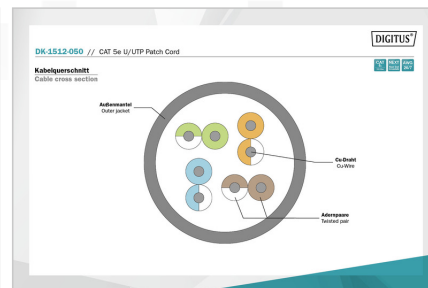 DIGITUS®
DK-1512-050 // CAT 5e U/UTP Patch Cord
Kabelquerschnitt
Cable cross section
Außenmantel
Outer jacket
Cu-Draht
Cu-Wire
Adernpaare
Twisted pair